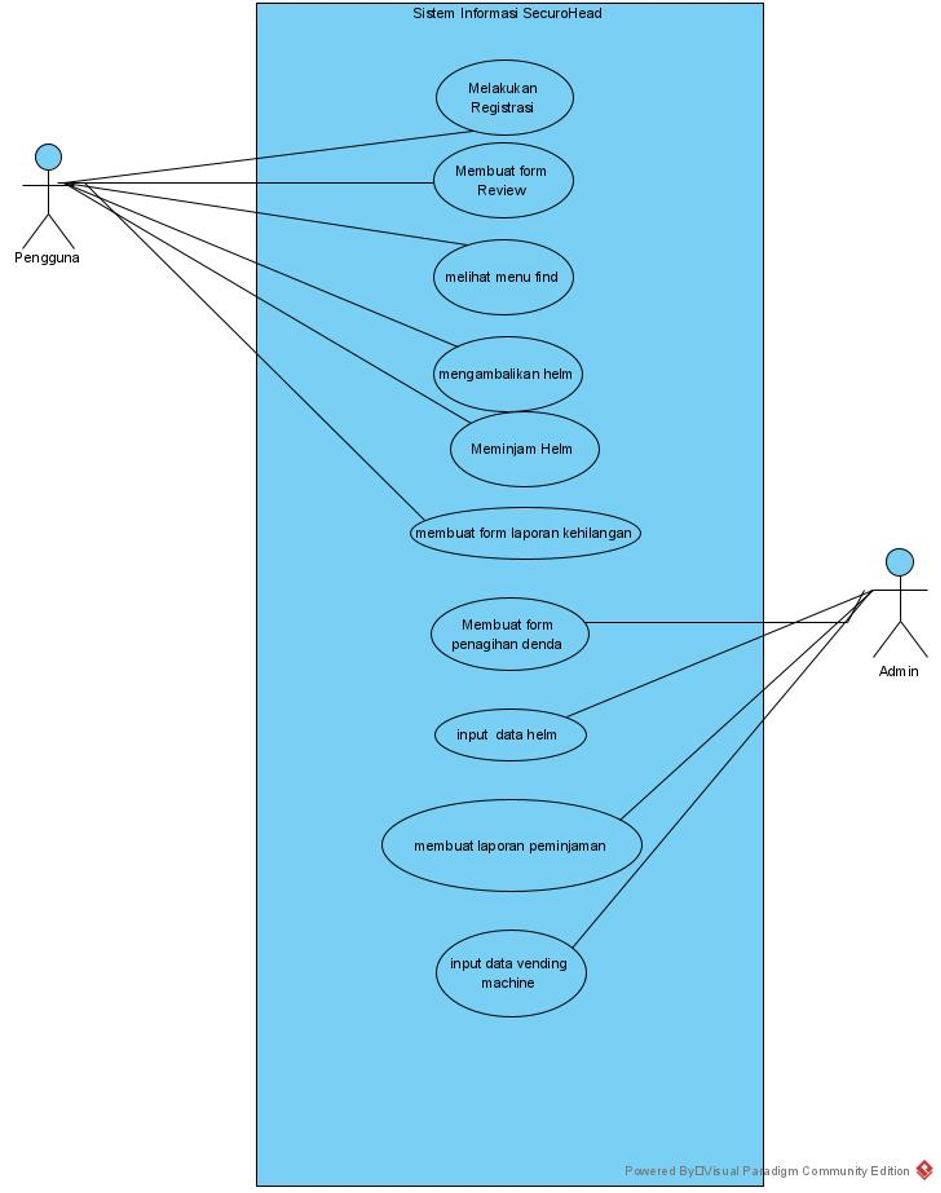 Sistem Informasi SecuroHead
Melakukan
Registrasi
Membuat form
Review
Pengguna
melihat menu find
mengambalikan helm
Meminjam Helm
membuat form laporan kehilangan
Membuat form
penagihan denda
Admin
input data helm
membuat laporan peminjaman
input data vending
machine
Powered By□Visual Paradigm Community Edition